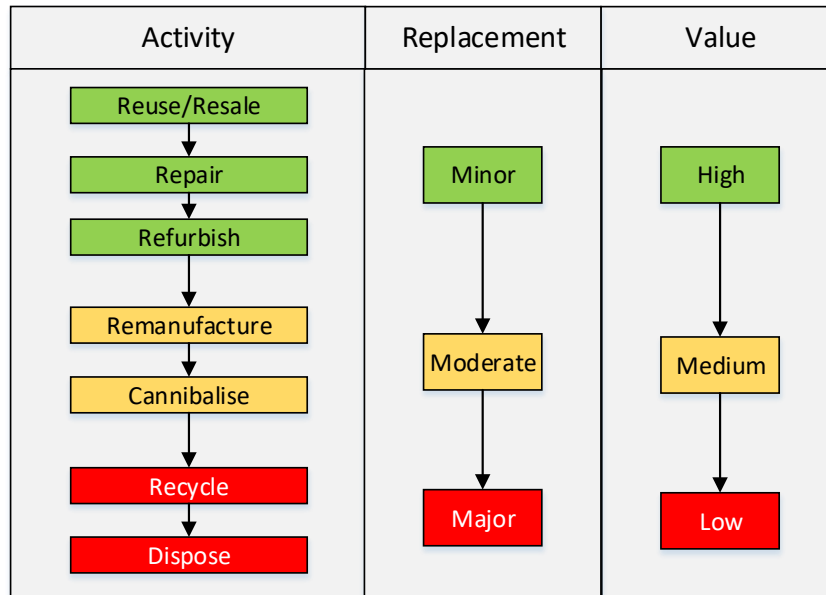 Activity
Replacement
Value
Reuse/Resale
Repair
Refurbish
Remanufacture
Cannibalise
Recycle
Dispose
Minor
Moderate
Major
High
Medium
Low